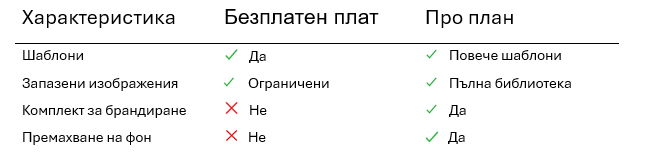 Характеристика Безплатен плат Про план
Шаблони ✓ Да ✓ Повече шаблони
Запазени изображения ✓ Ограничени ✓ Пълна библиотека
Комплект за брандиране ✗ Не ✓ Да
Премахване на фон ✗ Не ✓ Да